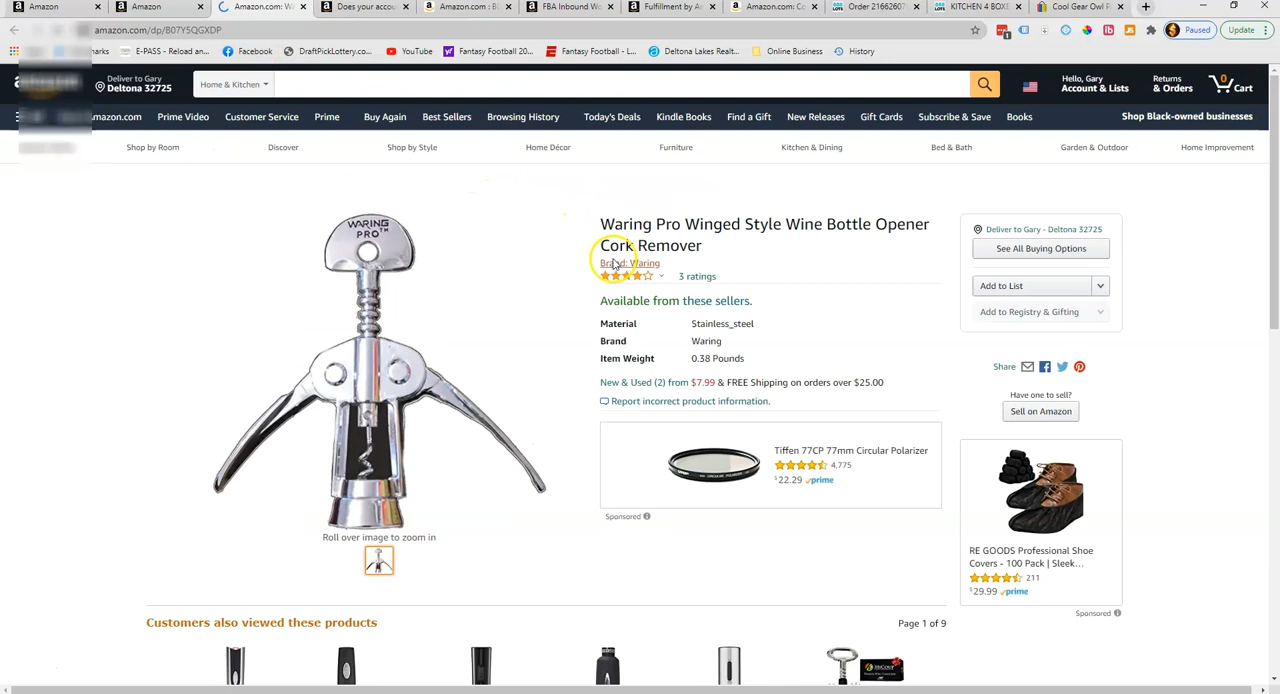 Amazon
Amazon
Amazon.com: Wa
Does your accou
Amazon.com : BE
FBA Inbound Wo
Fulfillment by Am
Amazon.com: Co
Order 21662607
KITCHEN 4 BOXE
Cool Gear Owl P
amazon.com/dp/B07Y5QGXDP
Paused
Update
E-PASS - Reload an...
Facebook
DraftPickLottery.co...
YouTube
Fantasy Football 20...
Fantasy Football - L...
Deltona Lakes Realt...
Online Business
History
Deliver to Gary
Deltona 32725
Home & Kitchen
Hello, Gary
Account & Lists
Returns
& Orders
0
Cart
Amazon.com
Prime Video
Customer Service
Prime
Buy Again
Best Sellers
Browsing History
Today's Deals
Kindle Books
Find a Gift
New Releases
Gift Cards
Subscribe & Save
Books
Shop Black-owned businesses
Shop by Room
Discover
Shop by Style
Home Décor
Furniture
Kitchen & Dining
Bed & Bath
Garden & Outdoor
Home Improvement
WARING
PRO™
Roll over image to zoom in
Waring Pro Winged Style Wine Bottle Opener
Cork Remover
Brand: Waring
3 ratings
Available from these sellers.
Material Stainless_steel
Brand Waring
Item Weight 0.38 Pounds
New & Used (2) from $7.99 & FREE Shipping on orders over $25.00
Report incorrect product information.
Tiffen 77CP 77mm Circular Polarizer
4,775
$22.29 prime
Sponsored
Deliver to Gary - Deltona 32725
See All Buying Options
Add to List
Add to Registry & Gifting
Share
Have one to sell?
Sell on Amazon
RE GOODS Professional Shoe
Covers - 100 Pack | Sleek...
211
$29.99 prime
Sponsored
Customers also viewed these products
Page 1 of 9